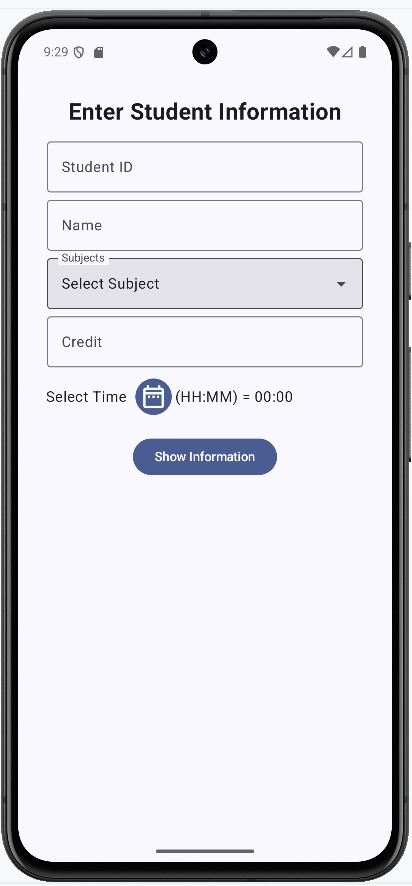 9:29
Enter Student Information
Student ID
Name
Subjects
Select Subject
Credit
Select Time (HH:MM) = 00:00
Show Information